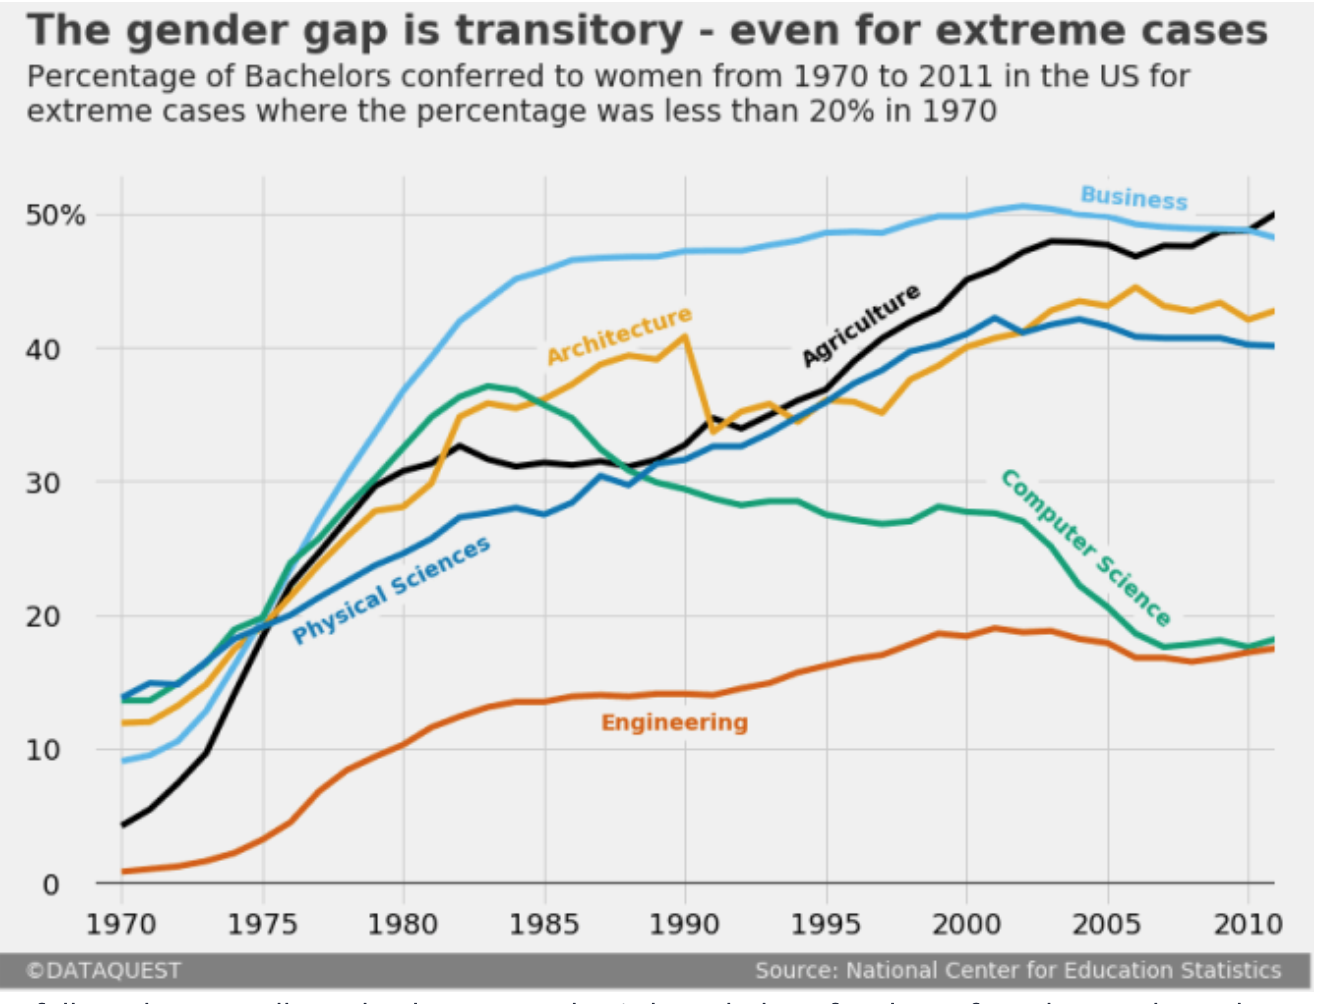 The gender gap is transitory - even for extreme cases
Percentage of Bachelors conferred to women from 1970 to 2011 in the US for
extreme cases where the percentage was less than 20% in 1970
50%
40
30
20
10
0
Business
Agriculture
Architecture
Computer Science
Physical Sciences
Engineering
1970 1975 1980 1985 1990 1995 2000 2005 2010
©DATAQUEST Source: National Center for Education Statistics